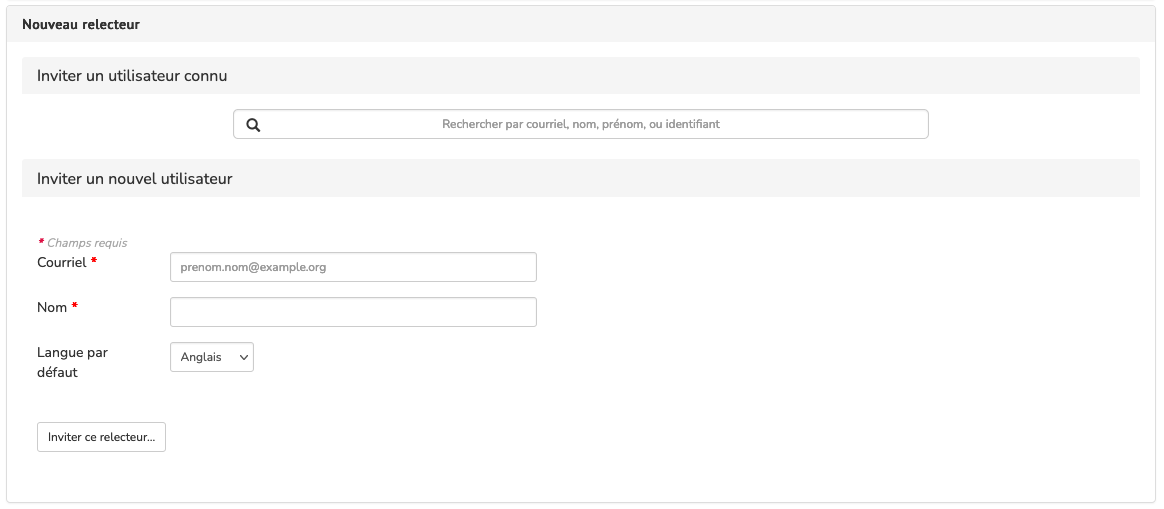 Nouveau relecteur
Inviter un utilisateur connu
Rechercher par courriel, nom, prénom, ou identifiant
Inviter un nouvel utilisateur
* Champs requis
Courriel *
prenom.nom@example.org
Nom *
Langue par
défaut
Anglais
Inviter ce relecteur...